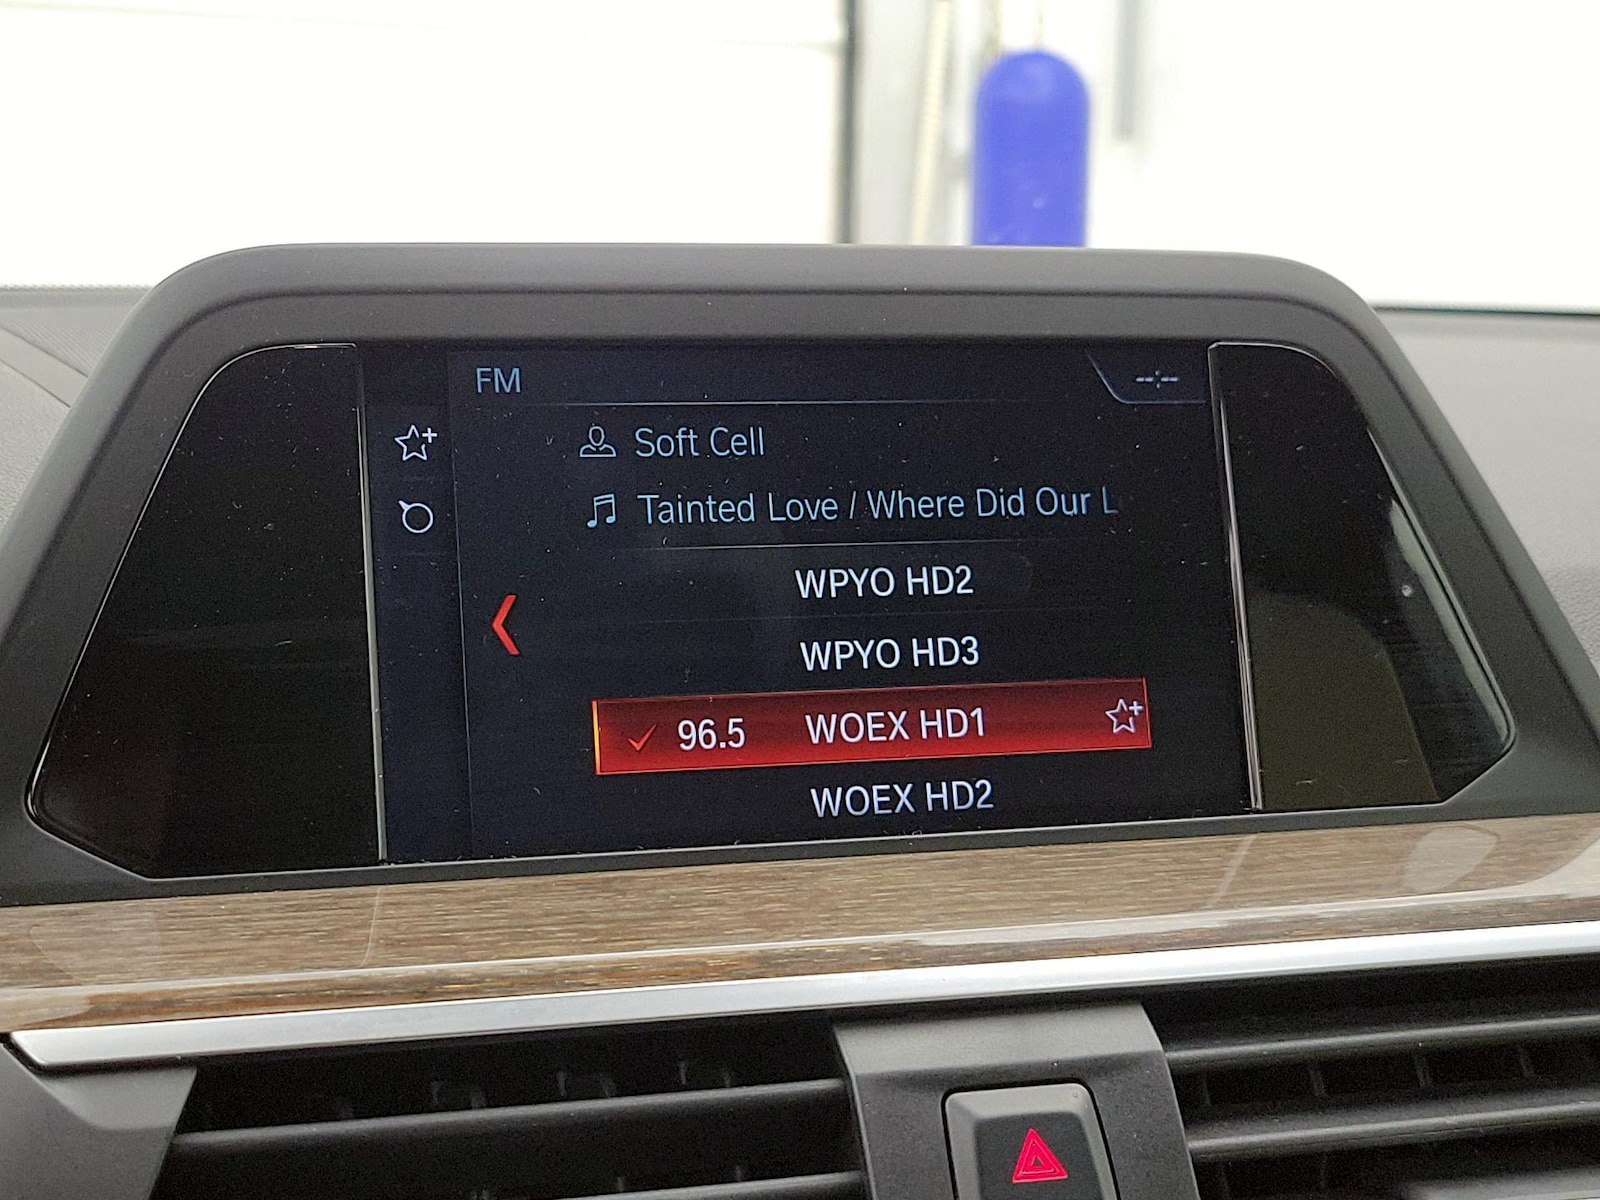 FM
--:--
Soft Cell
Tainted Love / Where Did Our L
WPYO HD2
WPYO HD3
96.5 WOEX HD1
WOEX HD2